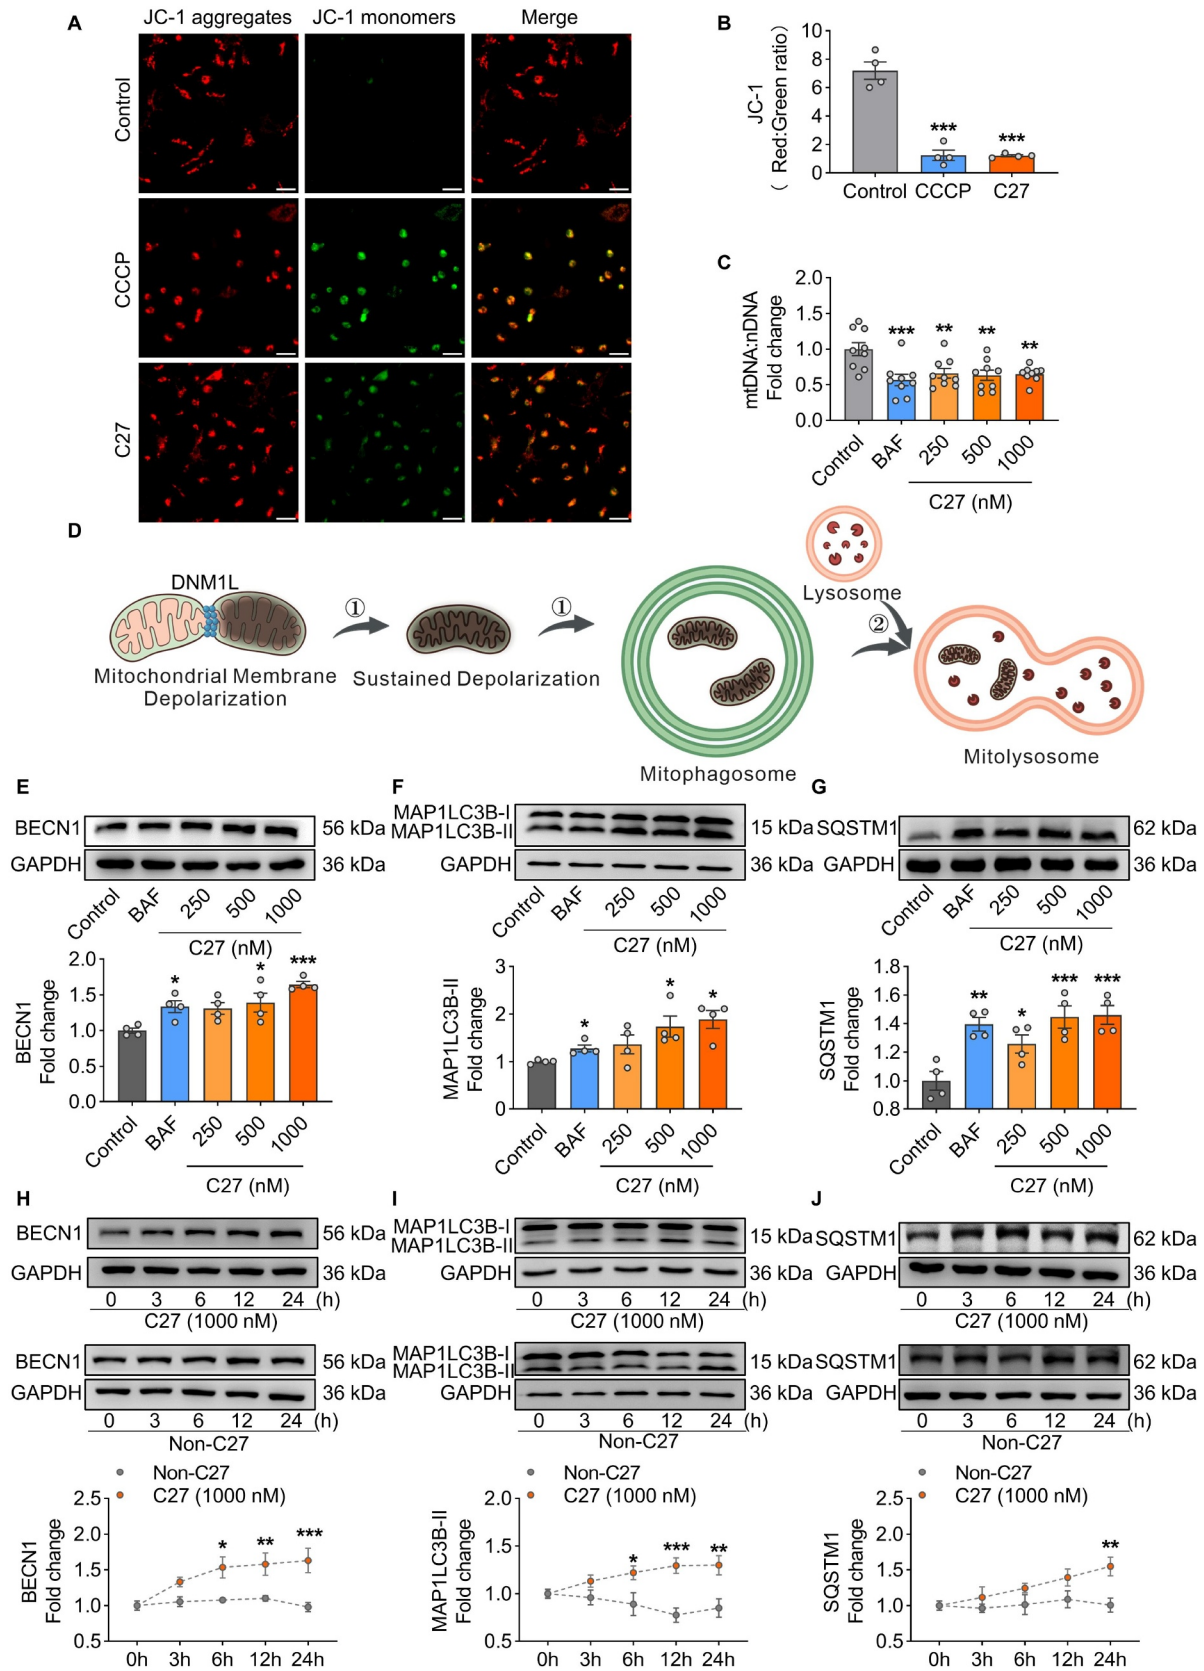 A
JC-1 aggregates
JC-1 monomers
Merge
Control
CCCP
C27
B
JC-1
( Red:Green ratio)
10
8
6
4
2
0
***
***
Control
CCCP
C27
C
mtDNA:nDNA
Fold change
2.0
1.5
1.0
0.5
0.0
***
**
**
**
Control
BAF
250
500
1000
C27 (nM)
D
DNM1L
①
①
②
Lysosome
Mitochondrial Membrane
Depolarization
Sustained Depolarization
Mitophagosome
Mitolysosome
E
BECN1
56 kDa
GAPDH
36 kDa
Control
BAF
250
500
1000
C27 (nM)
BECN1
Fold change
2.0
1.5
1.0
0.5
0.0
*
*
***
Control
BAF
250
500
1000
C27 (nM)
F
MAP1LC3B-I
MAP1LC3B-II
15 kDa
GAPDH
36 kDa
Control
BAF
250
500
1000
C27 (nM)
MAP1LC3B-II
Fold change
3
2
1
0
*
*
*
Control
BAF
250
500
1000
C27 (nM)
G
SQSTM1
62 kDa
GAPDH
36 kDa
Control
BAF
250
500
1000
C27 (nM)
SQSTM1
Fold change
1.8
1.6
1.4
1.2
1.0
0.8
**
*
***
***
Control
BAF
250
500
1000
C27 (nM)
H
BECN1
56 kDa
GAPDH
36 kDa
0 3 6 12 24 (h)
C27 (1000 nM)
BECN1
56 kDa
GAPDH
36 kDa
0 3 6 12 24 (h)
Non-C27
Non-C27
C27 (1000 nM)
BECN1
Fold change
2.5
2.0
1.5
1.0
0.5
*
**
***
0h 3h 6h 12h 24h
I
MAP1LC3B-I
MAP1LC3B-II
15 kDa
GAPDH
36 kDa
0 3 6 12 24 (h)
C27 (1000 nM)
MAP1LC3B-I
MAP1LC3B-II
15 kDa
GAPDH
36 kDa
0 3 6 12 24 (h)
Non-C27
Non-C27
C27 (1000 nM)
MAP1LC3B-II
Fold change
2.0
1.5
1.0
0.5
*
***
**
0h 3h 6h 12h 24h
J
SQSTM1
62 kDa
GAPDH
36 kDa
0 3 6 12 24 (h)
C27 (1000 nM)
SQSTM1
62 kDa
GAPDH
36 kDa
0 3 6 12 24 (h)
Non-C27
Non-C27
C27 (1000 nM)
SQSTM1
Fold change
2.5
2.0
1.5
1.0
0.5
**
0h 3h 6h 12h 24h